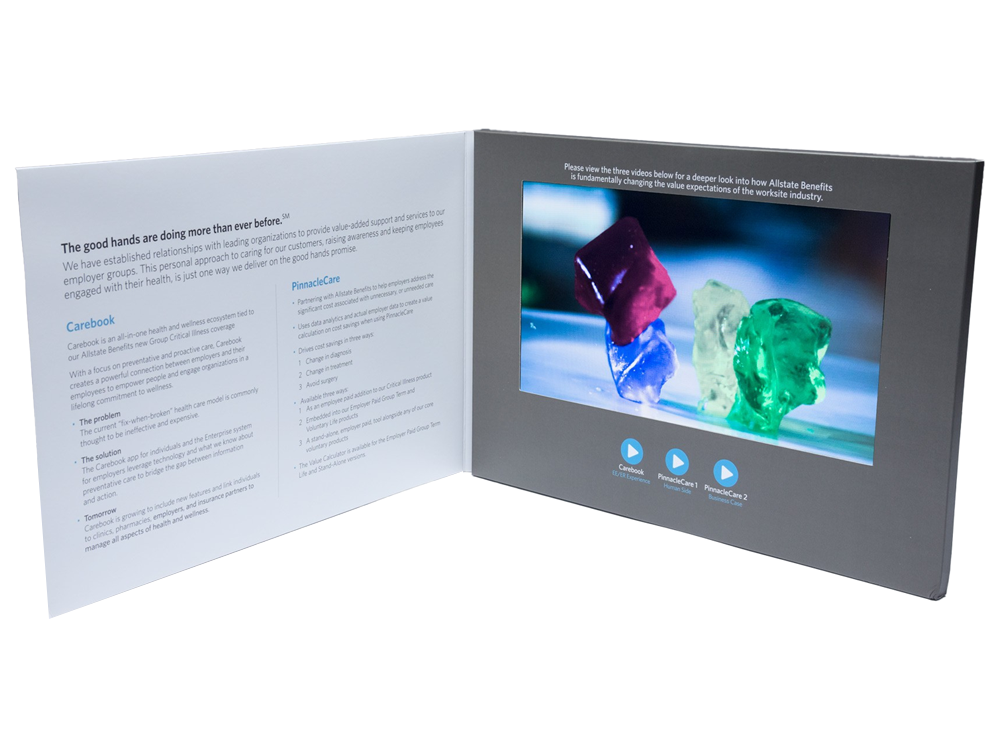 The good hands are doing more than ever before.SM
We have established relationships with leading organizations to provide value-added support and services to our
employer groups. This personal approach to caring for our customers, raising awareness and keeping employees
engaged with their health, is just one way we deliver on the good hands promise.
Carebook
Carebook is an all-in-one health and wellness ecosystem tied to
our Allstate Benefits new Group Critical Illness coverage
With a focus on preventative and proactive care, Carebook
creates a powerful connection between employers and their
employees to empower people and engage organizations in a
lifelong commitment to wellness.
• The problem
The current "fix-when-broken" health care model is commonly
thought to be ineffective and expensive.
• The solution
The Carebook app for individuals and the Enterprise system
for employers leverage technology and what we know about
preventative care to bridge the gap between information
and action.
• Tomorrow
Carebook is growing to include new features and link individuals
to clinics, pharmacies, employers, and insurance partners to
manage all aspects of health and wellness.
PinnacleCare
• Partnering with Allstate Benefits to help employers address the
significant cost associated with unnecessary, or unneeded care
• Uses data analytics and actual employer data to create a value
calculation on cost savings when using PinnacleCare
• Drives cost savings in three ways:
1 Change in diagnosis
2 Change in treatment
3 Avoid surgery
• Available three ways:
1 As an employee paid addition to our Critical Illness product
2 Embedded into our Employer Paid Group Term and
Voluntary Life products
3 A stand-alone, employer paid, tool alongside any of our core
voluntary products
• The Value Calculator is available for the Employer Paid Group Term
Life and Stand-Alone versions.
Please view the three videos below for a deeper look into how Allstate Benefits
is fundamentally changing the value expectations of the worksite industry.
Carebook
EE/ER Experience
PinnacleCare 1
Human Side
PinnacleCare 2
Business Case